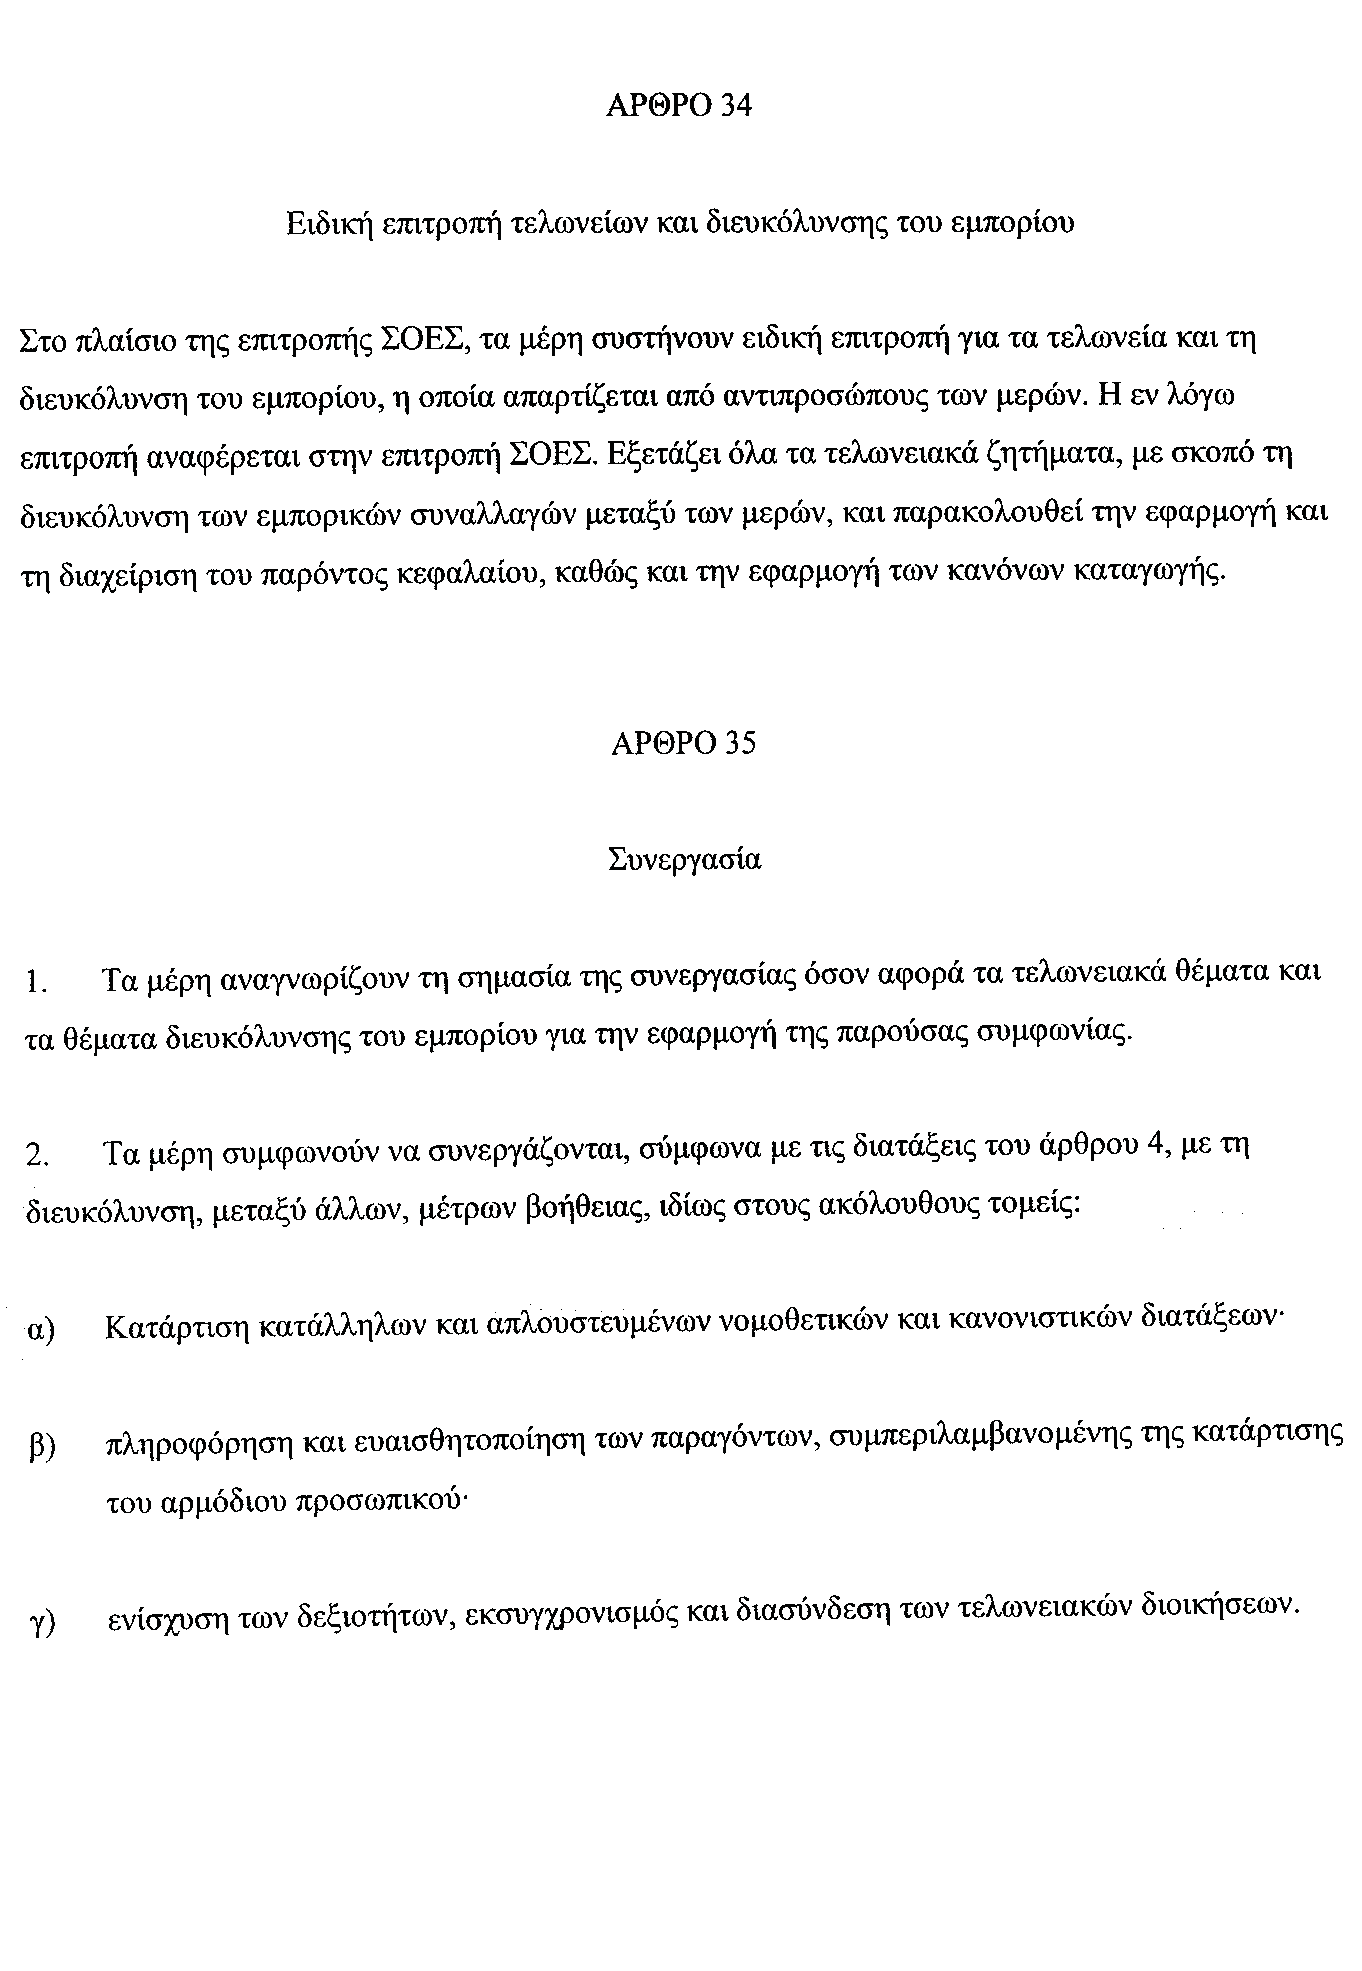 ΑΡΘΡΟ 34
Ειδική επιτροπή τελωνείων και διευκόλυνσης του εμπορίου
Στο πλαίσιο της επιτροπής ΣΟΕΣ, τα μέρη συστήνουν ειδική επιτροπή για τα τελωνεία και τη
διευκόλυνση του εμπορίου, η οποία απαρτίζεται από αντιπροσώπους των μερών. Η εν λόγω
επιτροπή αναφέρεται στην επιτροπή ΣΟΕΣ. Εξετάζει όλα τα τελωνειακά ζητήματα, με σκοπό τη
διευκόλυνση των εμπορικών συναλλαγών μεταξύ των μερών, και παρακολουθεί την εφαρμογή και
τη διαχείριση του παρόντος κεφαλαίου, καθώς και την εφαρμογή των κανόνων καταγωγής.
ΑΡΘΡΟ 35
Συνεργασία
1. Τα μέρη αναγνωρίζουν τη σημασία της συνεργασίας όσον αφορά τα τελωνειακά θέματα και
τα θέματα διευκόλυνσης του εμπορίου για την εφαρμογή της παρούσας συμφωνίας.
2. Τα μέρη συμφωνούν να συνεργάζονται, σύμφωνα με τις διατάξεις του άρθρου 4, με τη
διευκόλυνση, μεταξύ άλλων, μέτρων βοήθειας, ιδίως στους ακόλουθους τομείς:
α) Κατάρτιση κατάλληλων και απλουστευμένων νομοθετικών και κανονιστικών διατάξεων·
β) πληροφόρηση και ευαισθητοποίηση των παραγόντων, συμπεριλαμβανομένης της κατάρτισης
του αρμόδιου προσωπικού·
γ) ενίσχυση των δεξιοτήτων, εκσυγχρονισμός και διασύνδεση των τελωνειακών διοικήσεων.